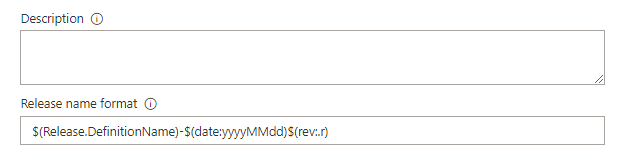 Description
Release name format
$(Release.DefinitionName)-$(date:yyyyMMdd)$(rev:.r)